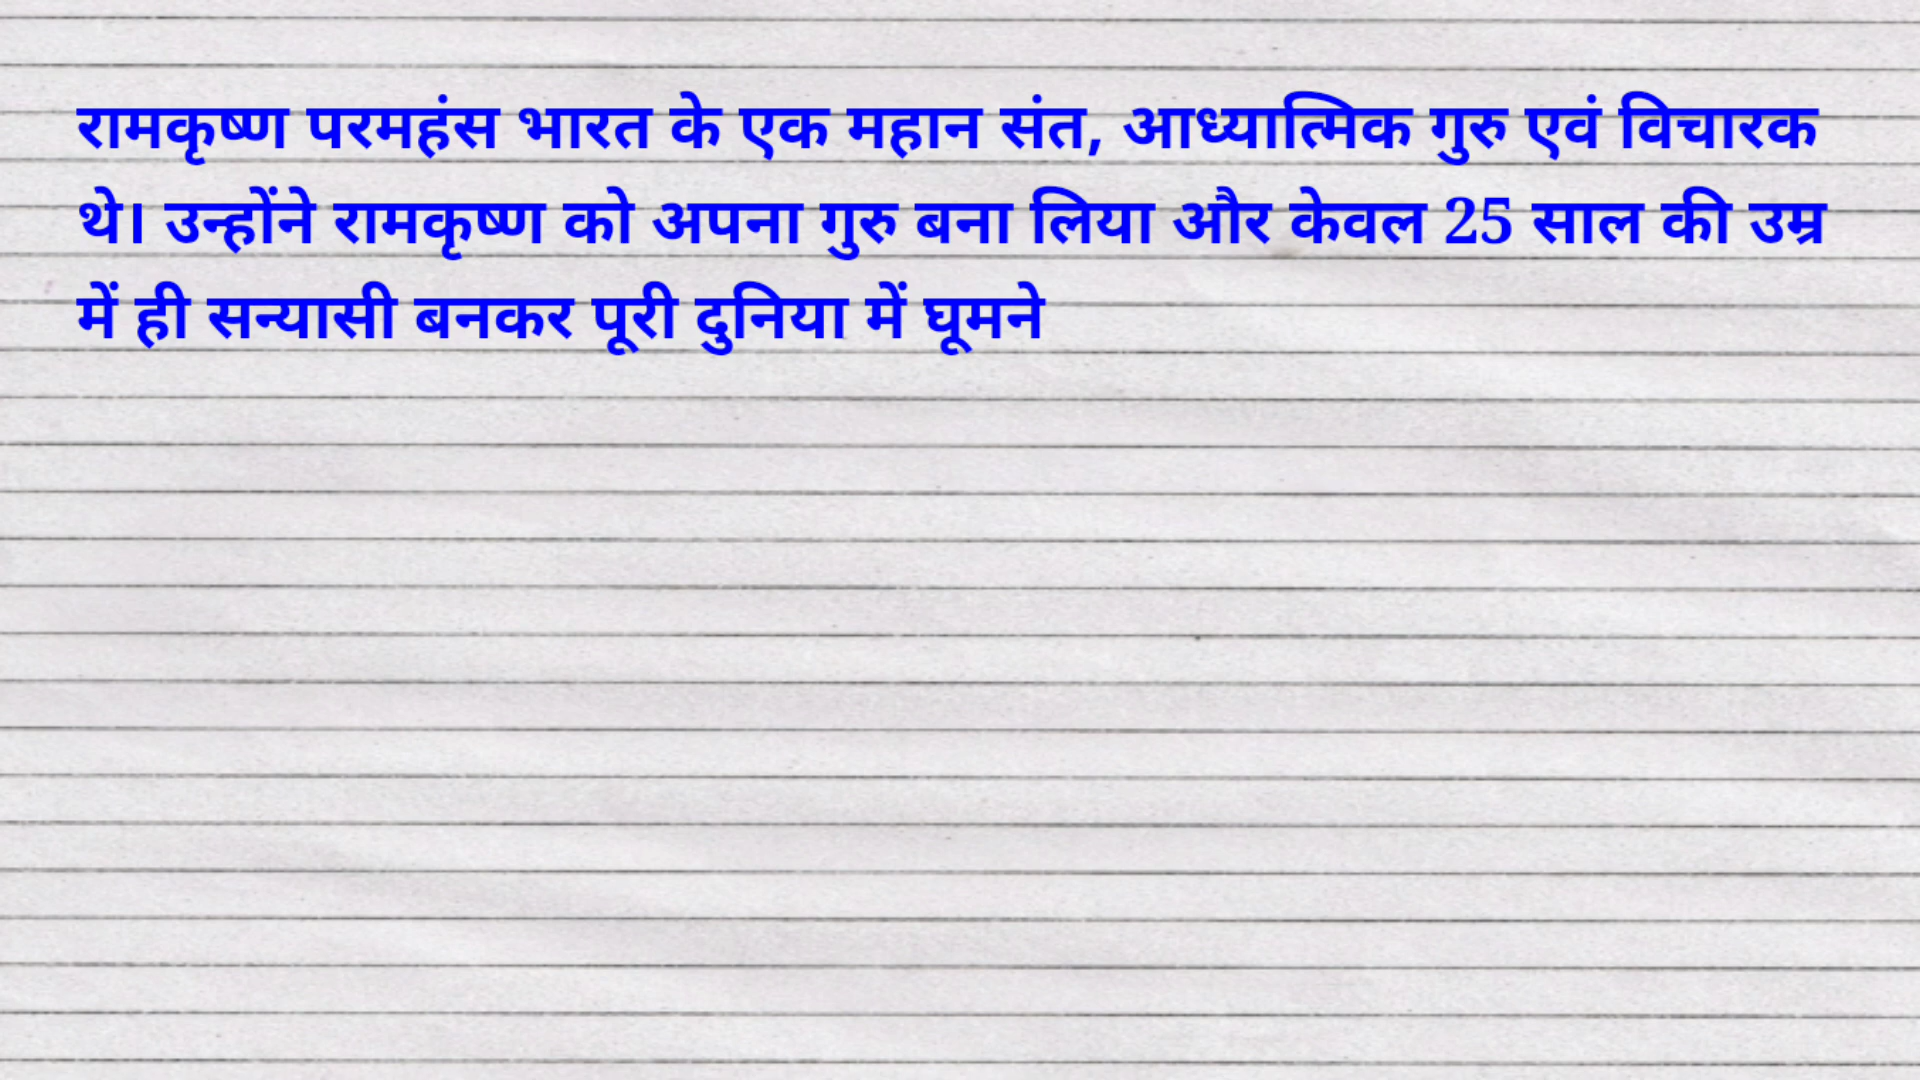 रामकृष्ण परमहंस भारत के एक महान संत, आध्यात्मिक गुरु एवं विचारक
थे। उन्होंने रामकृष्ण को अपना गुरु बना लिया और केवल 25 साल की उम्र
में ही सन्यासी बनकर पूरी दुनिया में घूमने